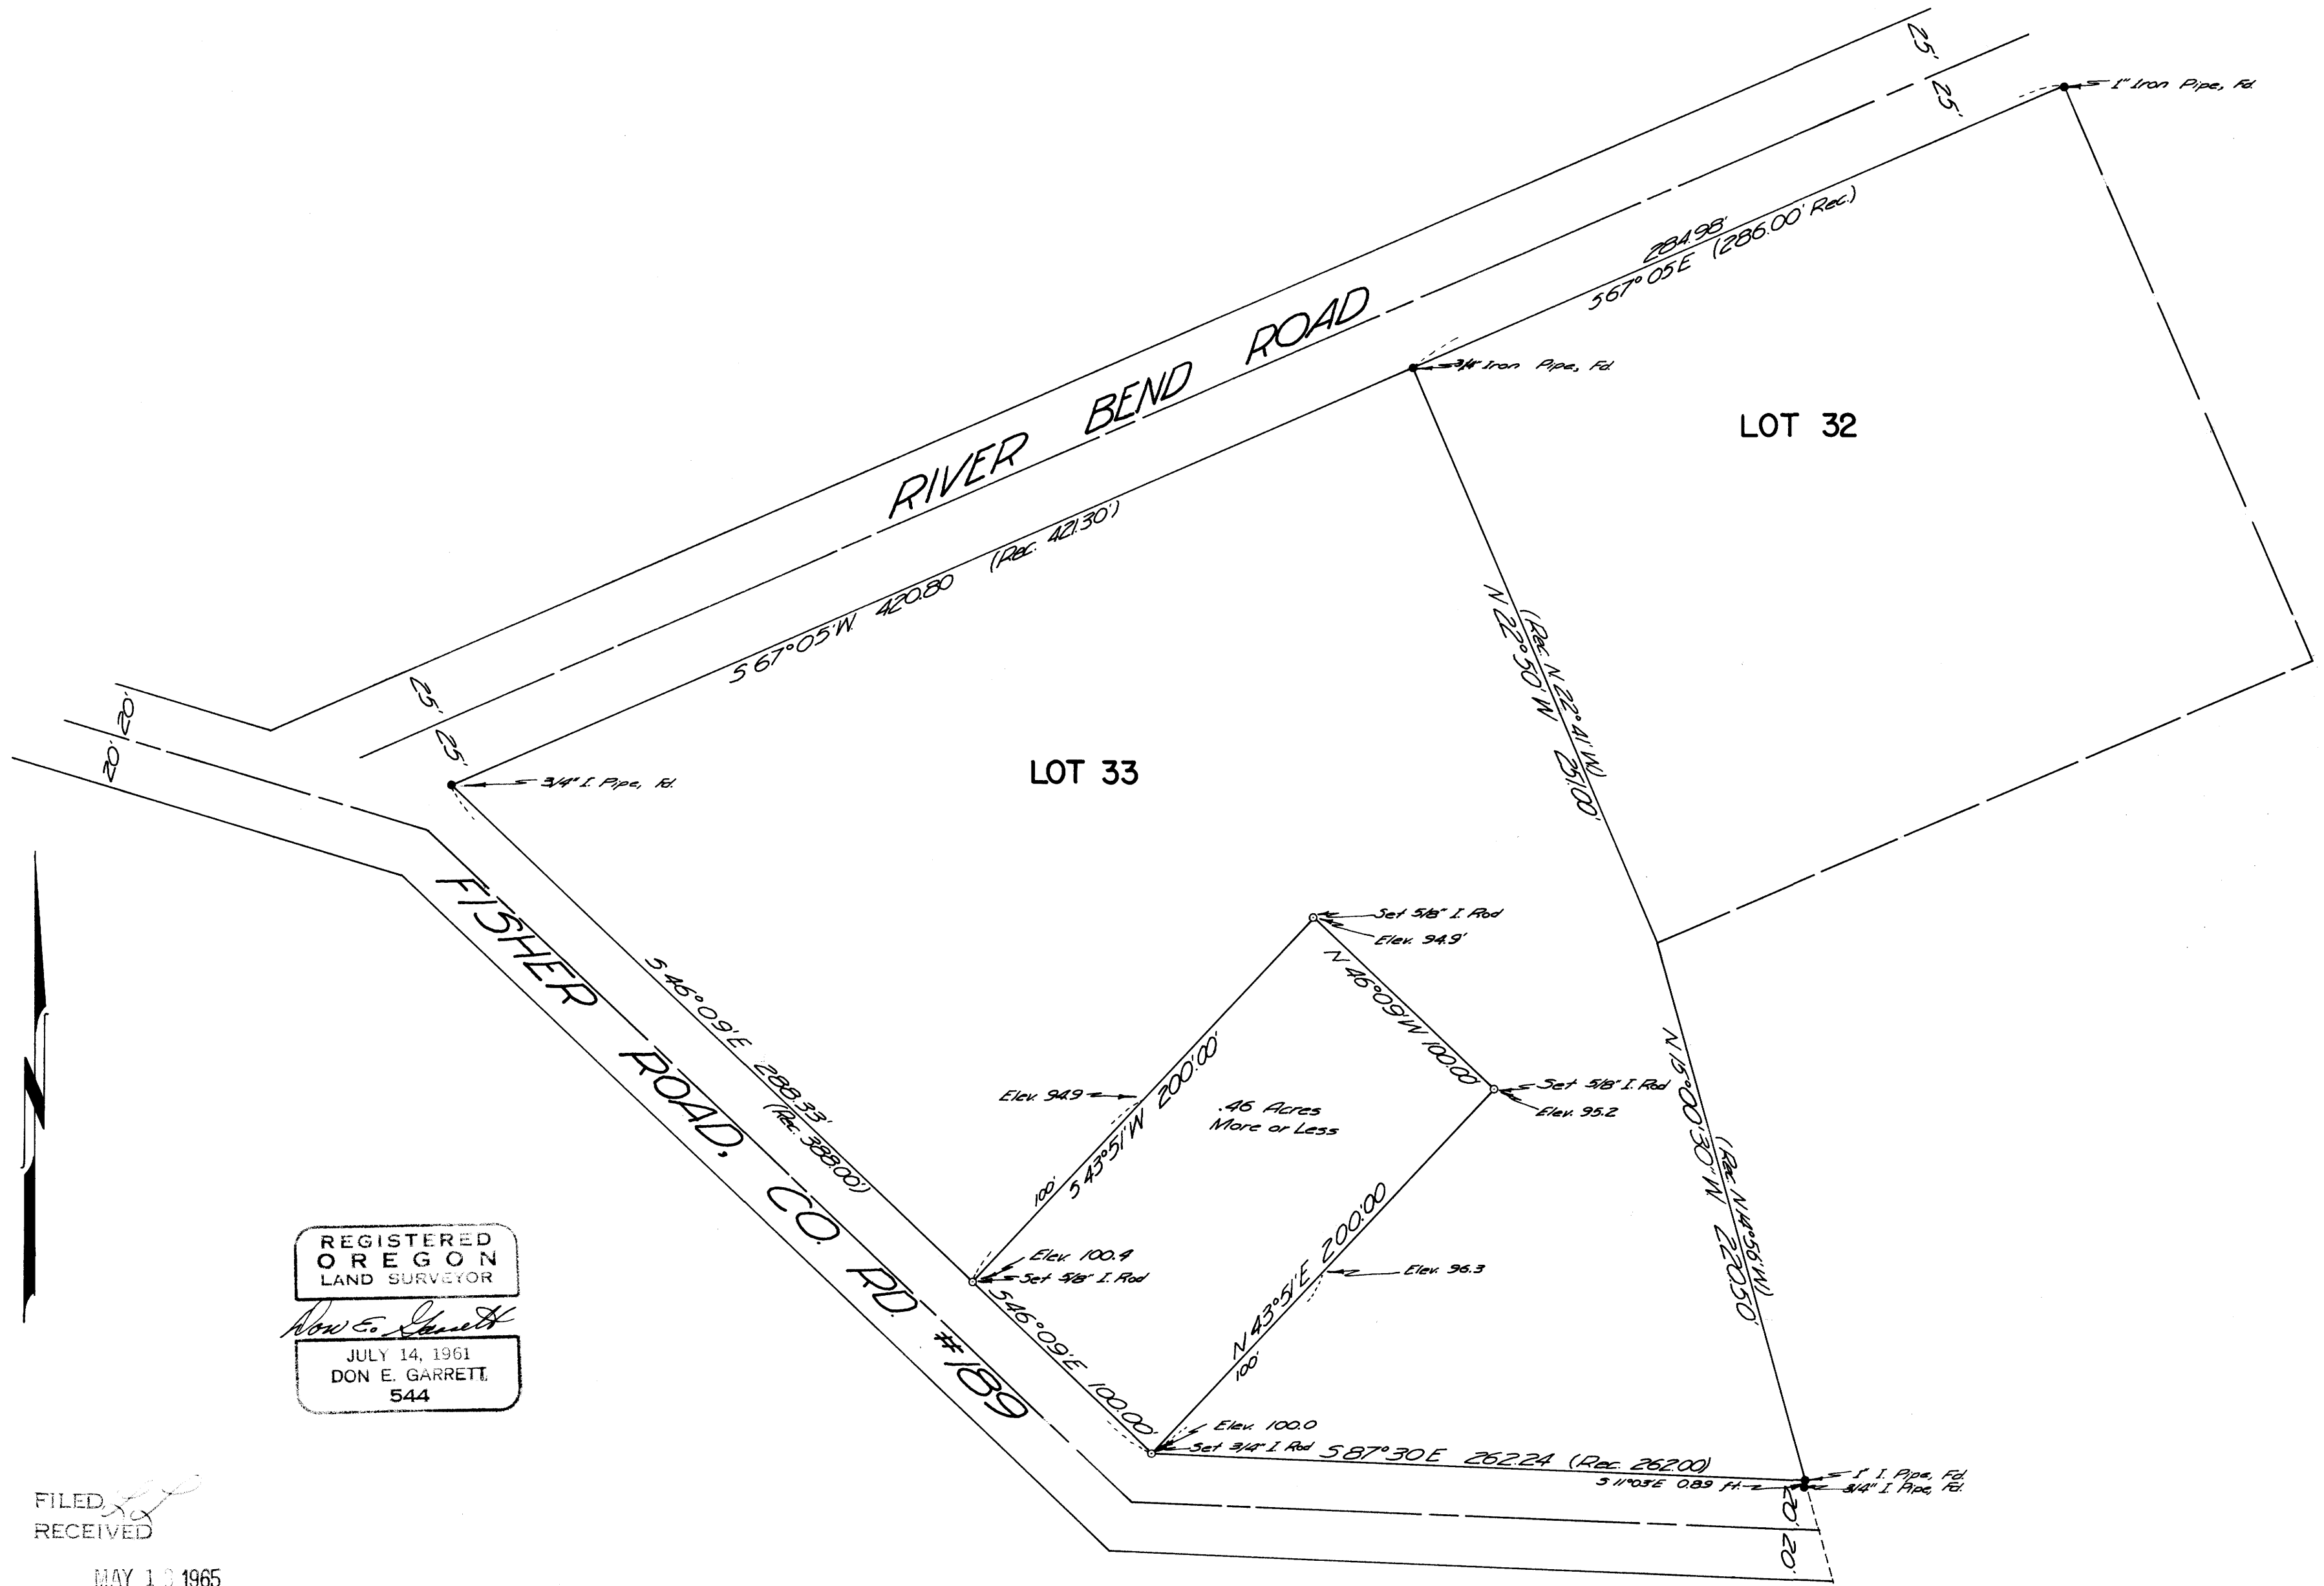 25'
25'
1" Iron Pipe, Fd.
284.98'
S67° 05'E (286.00' Rec.)
RIVER BEND ROAD
3/4" Iron Pipe, Fd.
LOT 32
S 67° 05' W. 420.80 (Rec. 421.30')
(Rec. N 22° 41' W)
N 22° 50' W 251.00'
25'
25'
20'
20'
3/4" I. Pipe, Fd.
LOT 33
FISHER ROAD, CO. RD. #189
S 46° 09' E 288.33'
(Rec. 388.00')
Set 5/8" I. Rod
Elev. 94.9'
N 46° 09' W 100.00'
Set 5/8" I. Rod
Elev. 95.2
Elev. 94.9
S 43° 51' W 200.00'
100'
.46 Acres
More or Less
N 15° 00' 30" W 220.50'
(Rec. N 14° 56' W)
Elev. 100.4
Set 5/8" I. Rod
S 46° 09' E 100.00'
N 43° 51' E 200.00
100'
Elev. 96.3
Elev. 100.0
Set 3/4" I. Rod
S 87° 30' E 262.24 (Rec. 262.00)
S 11° 03' E 0.89 ft.
1" I. Pipe, Fd.
3/4" I. Pipe, Fd.
20'
20'
N
REGISTERED
OREGON
LAND SURVEYOR
Don E. Garrett
JULY 14, 1961
DON E. GARRETT
544
FILED
RECEIVED
MAY 1 1965